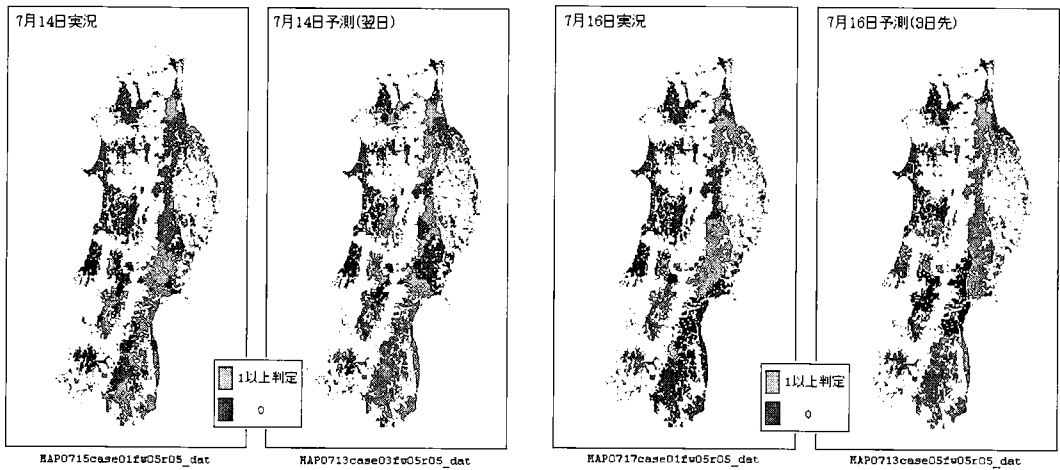 7月14日実況
7月14日予測(翌日)
7月16日実況
7月16日予測(3日先)
1以上判定
0
1以上判定
0
MAP0715case01fw05r05_dat
MAP0713case03fw05r05_dat
MAP0717case01fw05r05_dat
MAP0713case05fw05r05_dat